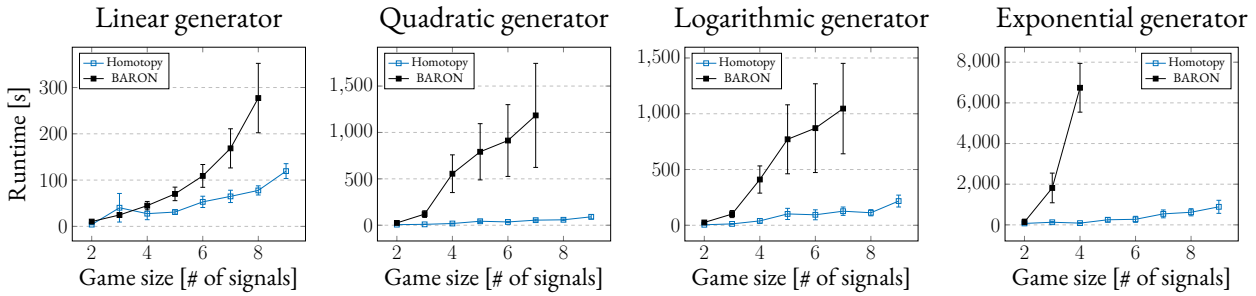 Linear generator
Runtime [s]
300
200
100
0
2 4 6 8
Game size [# of signals]
Homotopy
BARON
Quadratic generator
1,500
1,000
500
0
2 4 6 8
Game size [# of signals]
Homotopy
BARON
Logarithmic generator
1,500
1,000
500
0
2 4 6 8
Game size [# of signals]
Homotopy
BARON
Exponential generator
8,000
6,000
4,000
2,000
0
2 4 6 8
Game size [# of signals]
Homotopy
BARON